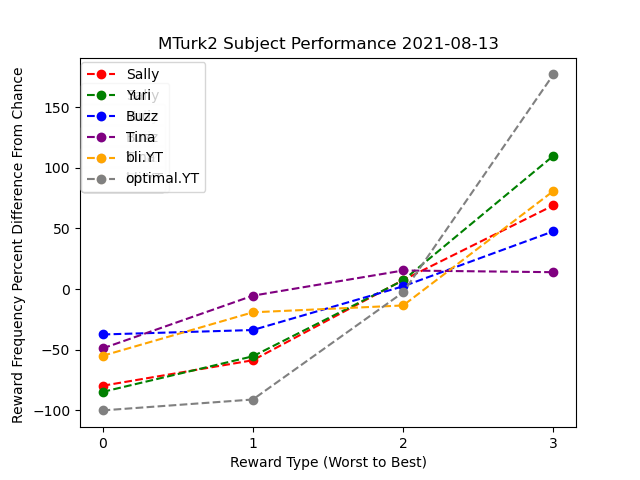 MTurk2 Subject Performance 2021-08-13
Reward Frequency Percent Difference From Chance
150
100
50
0
−50
−100
Sally
Yuri
Buzz
Tina
bli.YT
optimal.YT
0 1 2 3
Reward Type (Worst to Best)